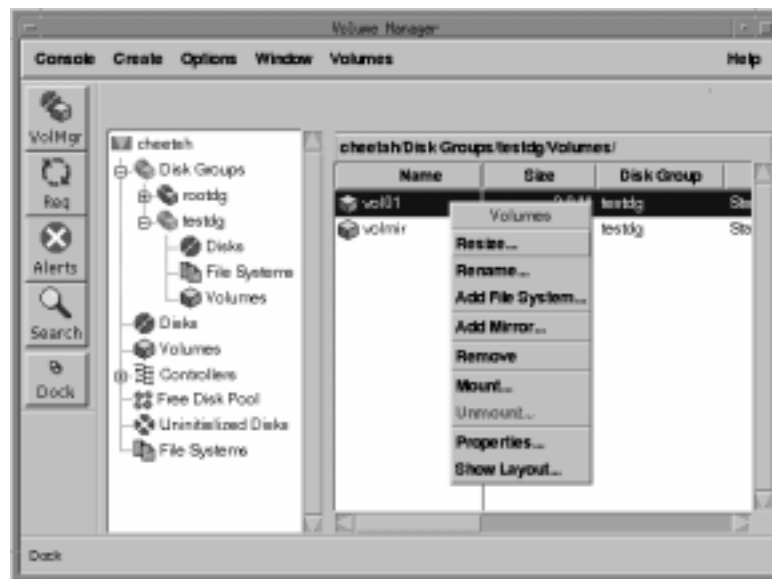 Volume Manager
Console Create Options Window Volumes Help
VolMgr
Req
Alerts
Search
Dock
cheetah
Disk Groups
rootdg
testdg
Disks
File Systems
Volumes
Disks
Volumes
Controllers
Free Disk Pool
Uninitialized Disks
File Systems
cheetah/Disk Groups/testdg/Volumes/
Name Size Disk Group
vol01 testdg Sta
volmir testdg Sta
Volumes
Resize...
Rename...
Add File System...
Add Mirror...
Remove
Mount...
Unmount...
Properties...
Show Layout...
Dock